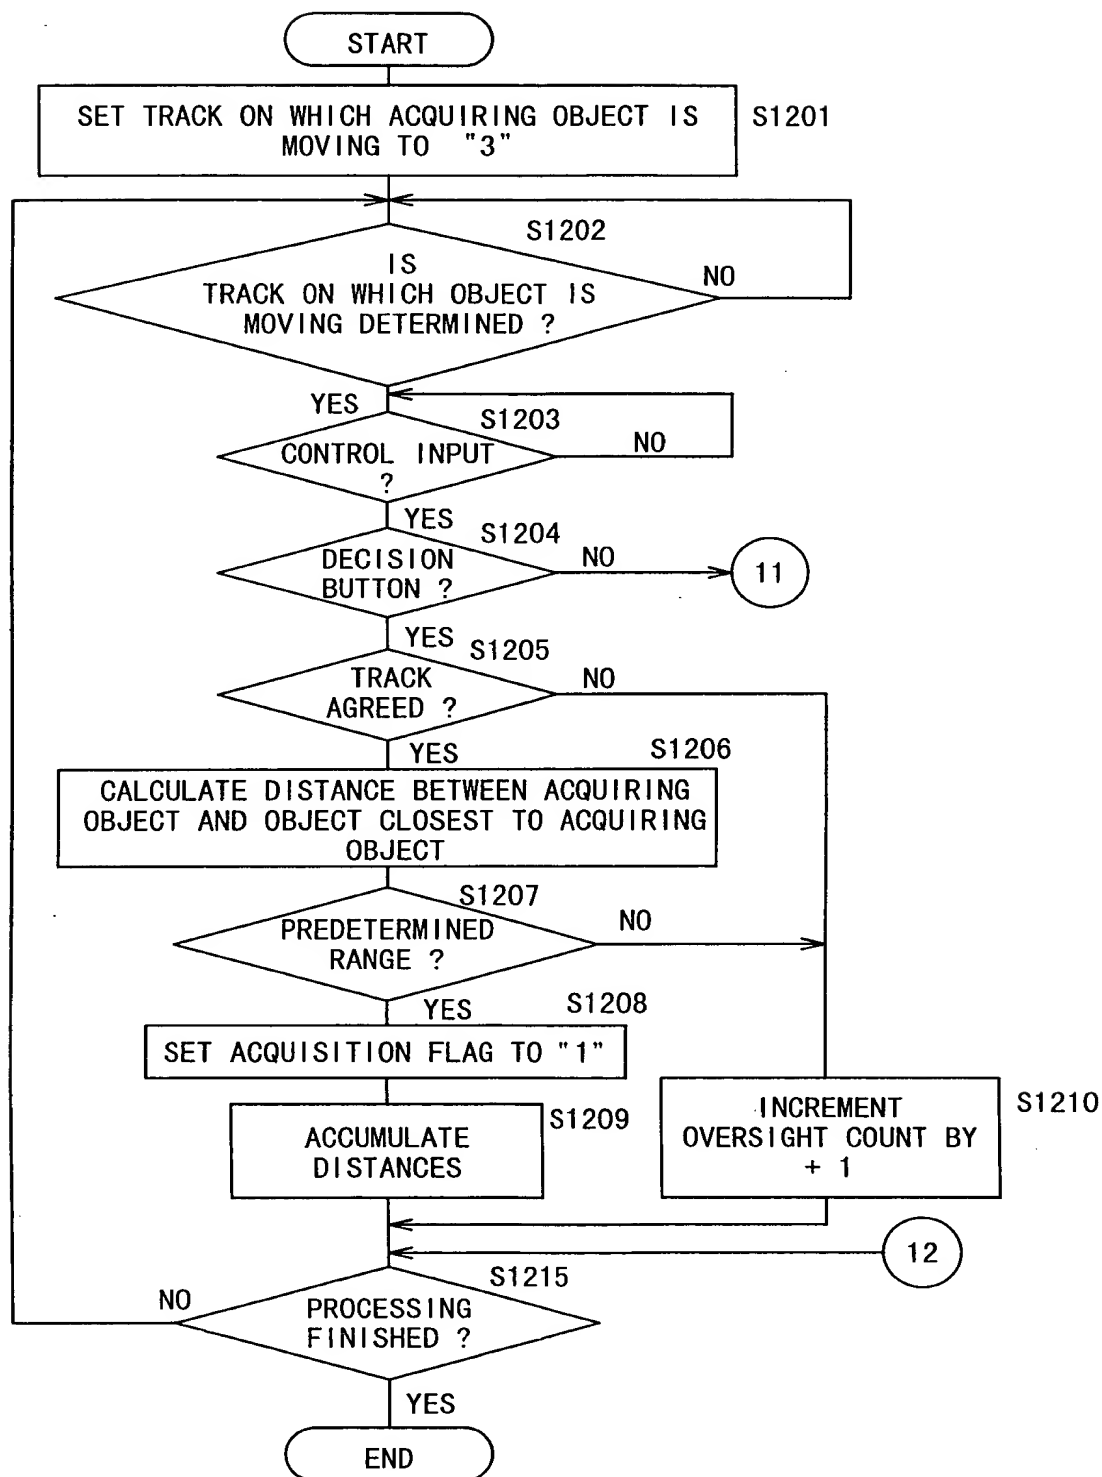 START
SET TRACK ON WHICH ACQUIRING OBJECT IS
MOVING TO "3"
S1201
S1202
IS
TRACK ON WHICH OBJECT IS
MOVING DETERMINED ?
NO
YES
S1203
CONTROL INPUT
?
NO
YES
S1204
DECISION
BUTTON ?
NO
11
YES
S1205
TRACK
AGREED ?
NO
YES
S1206
CALCULATE DISTANCE BETWEEN ACQUIRING
OBJECT AND OBJECT CLOSEST TO ACQUIRING
OBJECT
S1207
PREDETERMINED
RANGE ?
NO
YES
S1208
SET ACQUISITION FLAG TO "1"
S1209
ACCUMULATE
DISTANCES
INCREMENT
OVERSIGHT COUNT BY
+ 1
S1210
12
S1215
NO
PROCESSING
FINISHED ?
YES
END